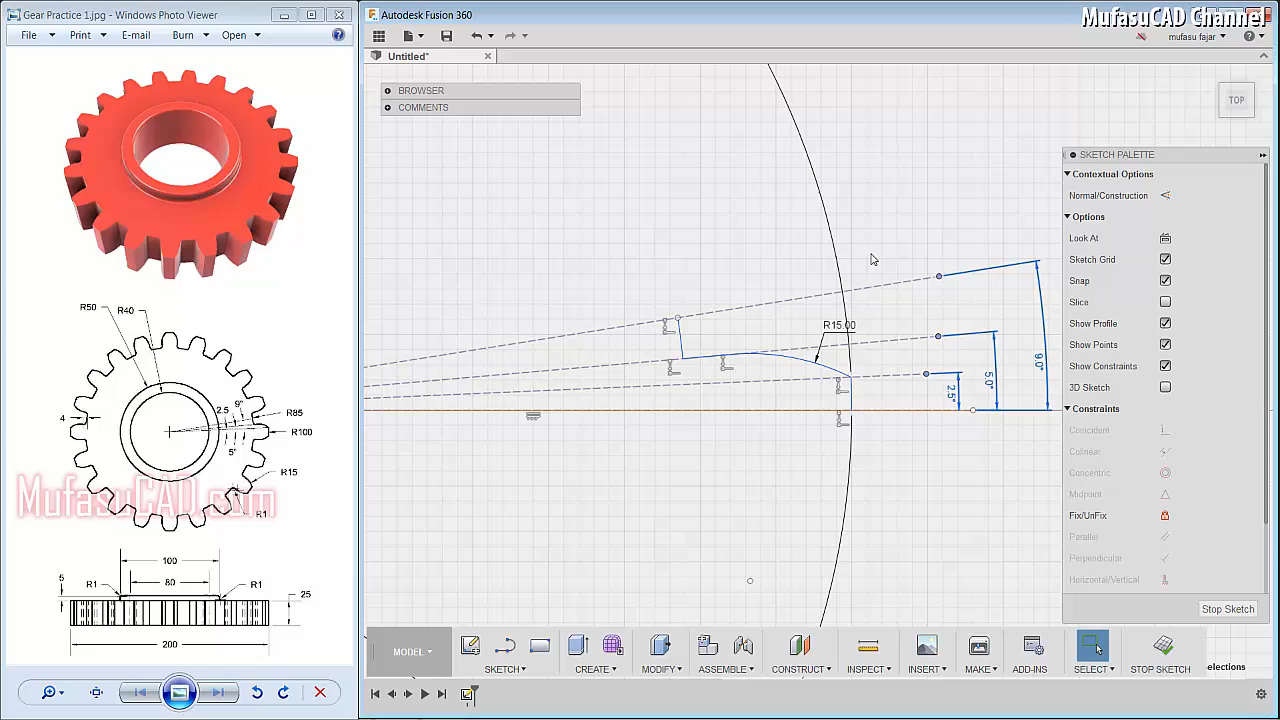 Gear Practice 1.jpg - Windows Photo Viewer
File
Print
E-mail
Burn
Open
R50
R40
4
2.5
9°
5°
R85
R100
R15
R1
MufasuCAD.com
100
80
5
R1
R1
25
200
Autodesk Fusion 360
MufasuCAD Channel
mufasu fajar
Untitled*
BROWSER
COMMENTS
TOP
R15.00
2.5°
5.0°
9.0°
SKETCH PALETTE
Contextual Options
Normal/Construction
Options
Look At
Sketch Grid
Snap
Slice
Show Profile
Show Points
Show Constraints
3D Sketch
Constraints
Coincident
Colinear
Concentric
Midpoint
Fix/UnFix
Parallel
Perpendicular
Horizontal/Vertical
Stop Sketch
MODEL
SKETCH
CREATE
MODIFY
ASSEMBLE
CONSTRUCT
INSPECT
INSERT
MAKE
ADD-INS
SELECT
STOP SKETCH
elections